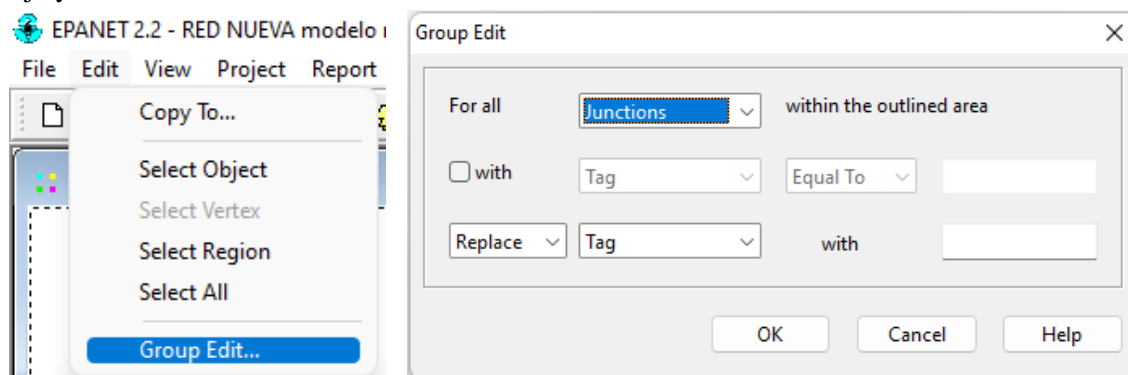 EPANET 2.2 - RED NUEVA modelo
File Edit View Project Report
Copy To...
Select Object
Select Vertex
Select Region
Select All
Group Edit...
Group Edit
For all Junctions within the outlined area
with Tag Equal To
Replace Tag with
OK Cancel Help